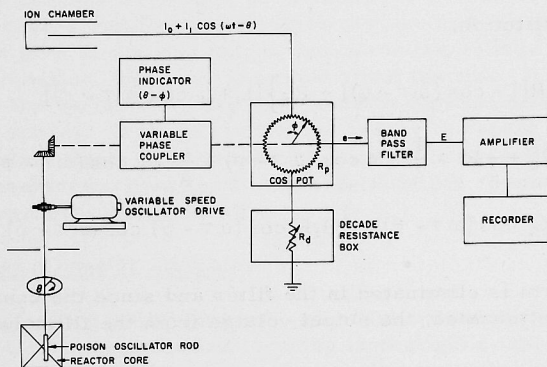 ION CHAMBER
I₀ + I₁ COS (ωt-θ)
PHASE
INDICATOR
(θ-ϕ)
VARIABLE
PHASE
COUPLER
ϕ
Rp
COS POT.
e
BAND
PASS
FILTER
E
AMPLIFIER
RECORDER
VARIABLE SPEED
OSCILLATOR DRIVE
Rd
DECADE
RESISTANCE
BOX
θ
POISON OSCILLATOR ROD
REACTOR CORE